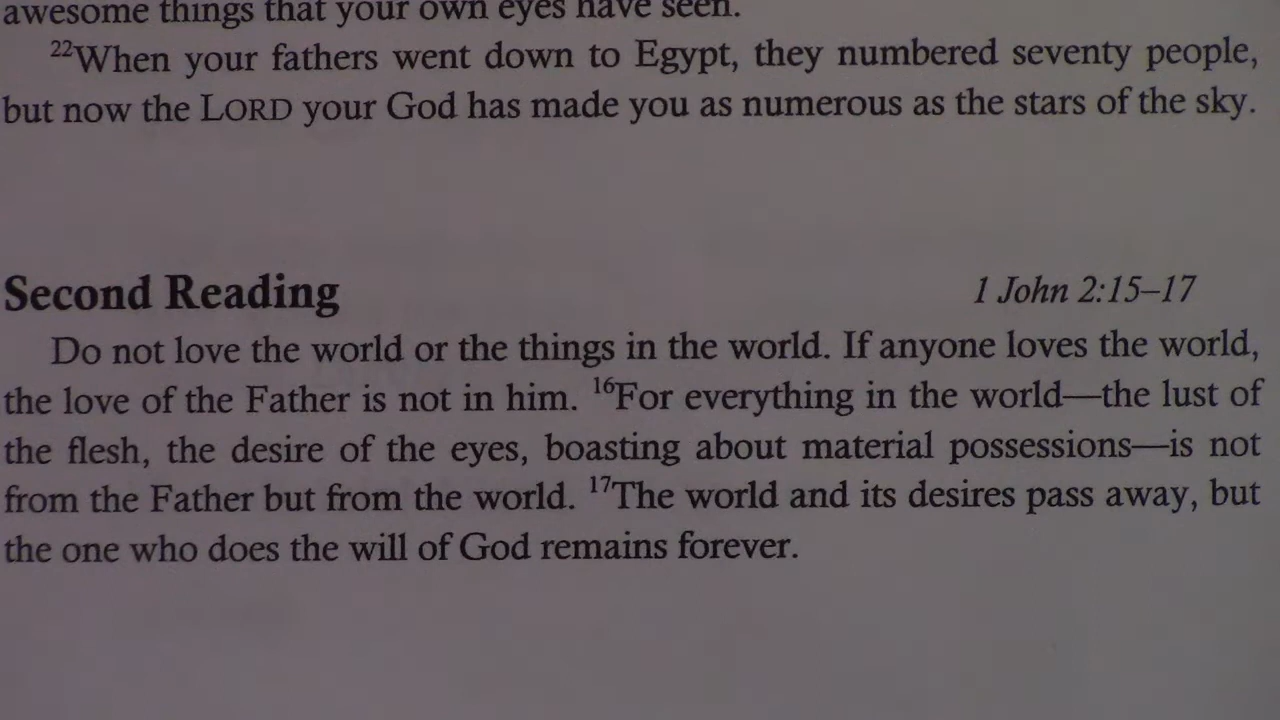 awesome things that your own eyes have seen.
22When your fathers went down to Egypt, they numbered seventy people,
but now the LORD your God has made you as numerous as the stars of the sky.
Second Reading 1 John 2:15–17
Do not love the world or the things in the world. If anyone loves the world,
the love of the Father is not in him. 16For everything in the world—the lust of
the flesh, the desire of the eyes, boasting about material possessions—is not
from the Father but from the world. 17The world and its desires pass away, but
the one who does the will of God remains forever.